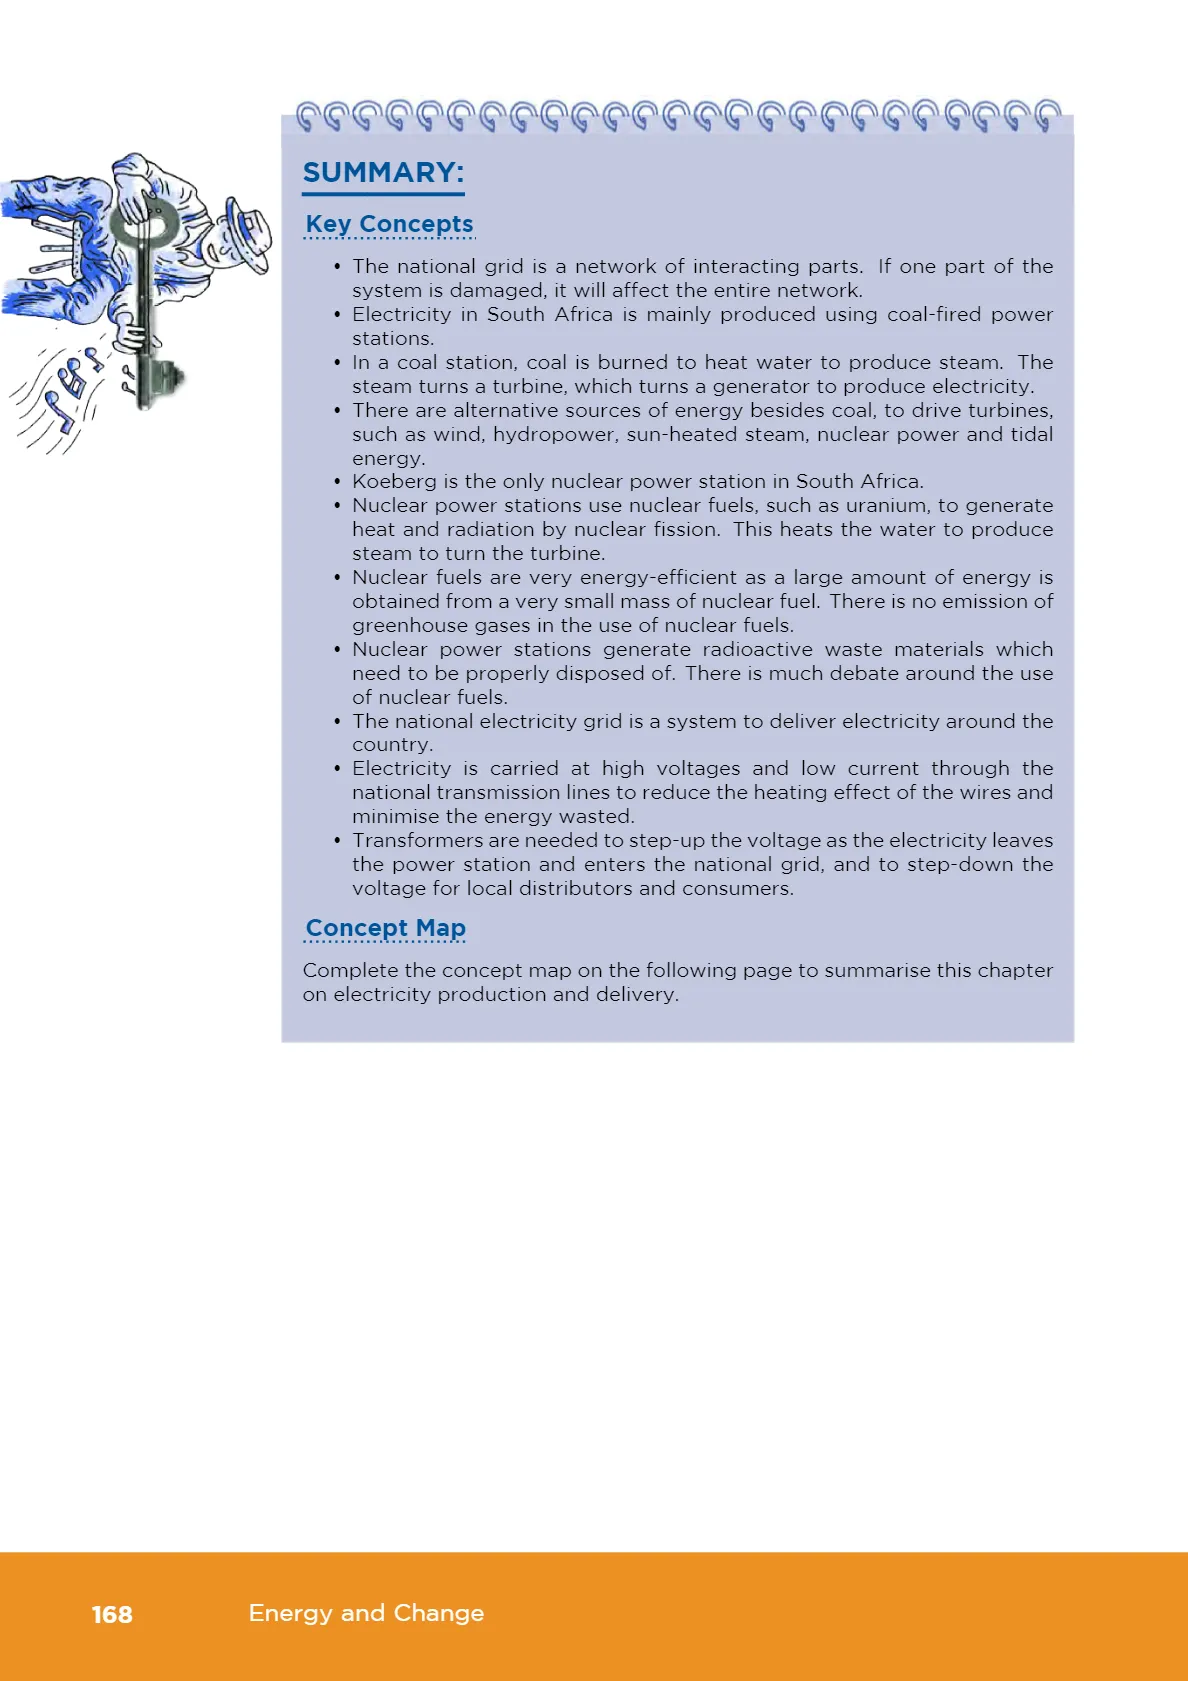 SUMMARY:
Key Concepts
• The national grid is a network of interacting parts. If one part of the
system is damaged, it will affect the entire network.
• Electricity in South Africa is mainly produced using coal-fired power
stations.
• In a coal station, coal is burned to heat water to produce steam. The
steam turns a turbine, which turns a generator to produce electricity.
• There are alternative sources of energy besides coal, to drive turbines,
such as wind, hydropower, sun-heated steam, nuclear power and tidal
energy.
• Koeberg is the only nuclear power station in South Africa.
• Nuclear power stations use nuclear fuels, such as uranium, to generate
heat and radiation by nuclear fission. This heats the water to produce
steam to turn the turbine.
• Nuclear fuels are very energy-efficient as a large amount of energy is
obtained from a very small mass of nuclear fuel. There is no emission of
greenhouse gases in the use of nuclear fuels.
• Nuclear power stations generate radioactive waste materials which
need to be properly disposed of. There is much debate around the use
of nuclear fuels.
• The national electricity grid is a system to deliver electricity around the
country.
• Electricity is carried at high voltages and low current through the
national transmission lines to reduce the heating effect of the wires and
minimise the energy wasted.
• Transformers are needed to step-up the voltage as the electricity leaves
the power station and enters the national grid, and to step-down the
voltage for local distributors and consumers.
Concept Map
Complete the concept map on the following page to summarise this chapter
on electricity production and delivery.
168 Energy and Change